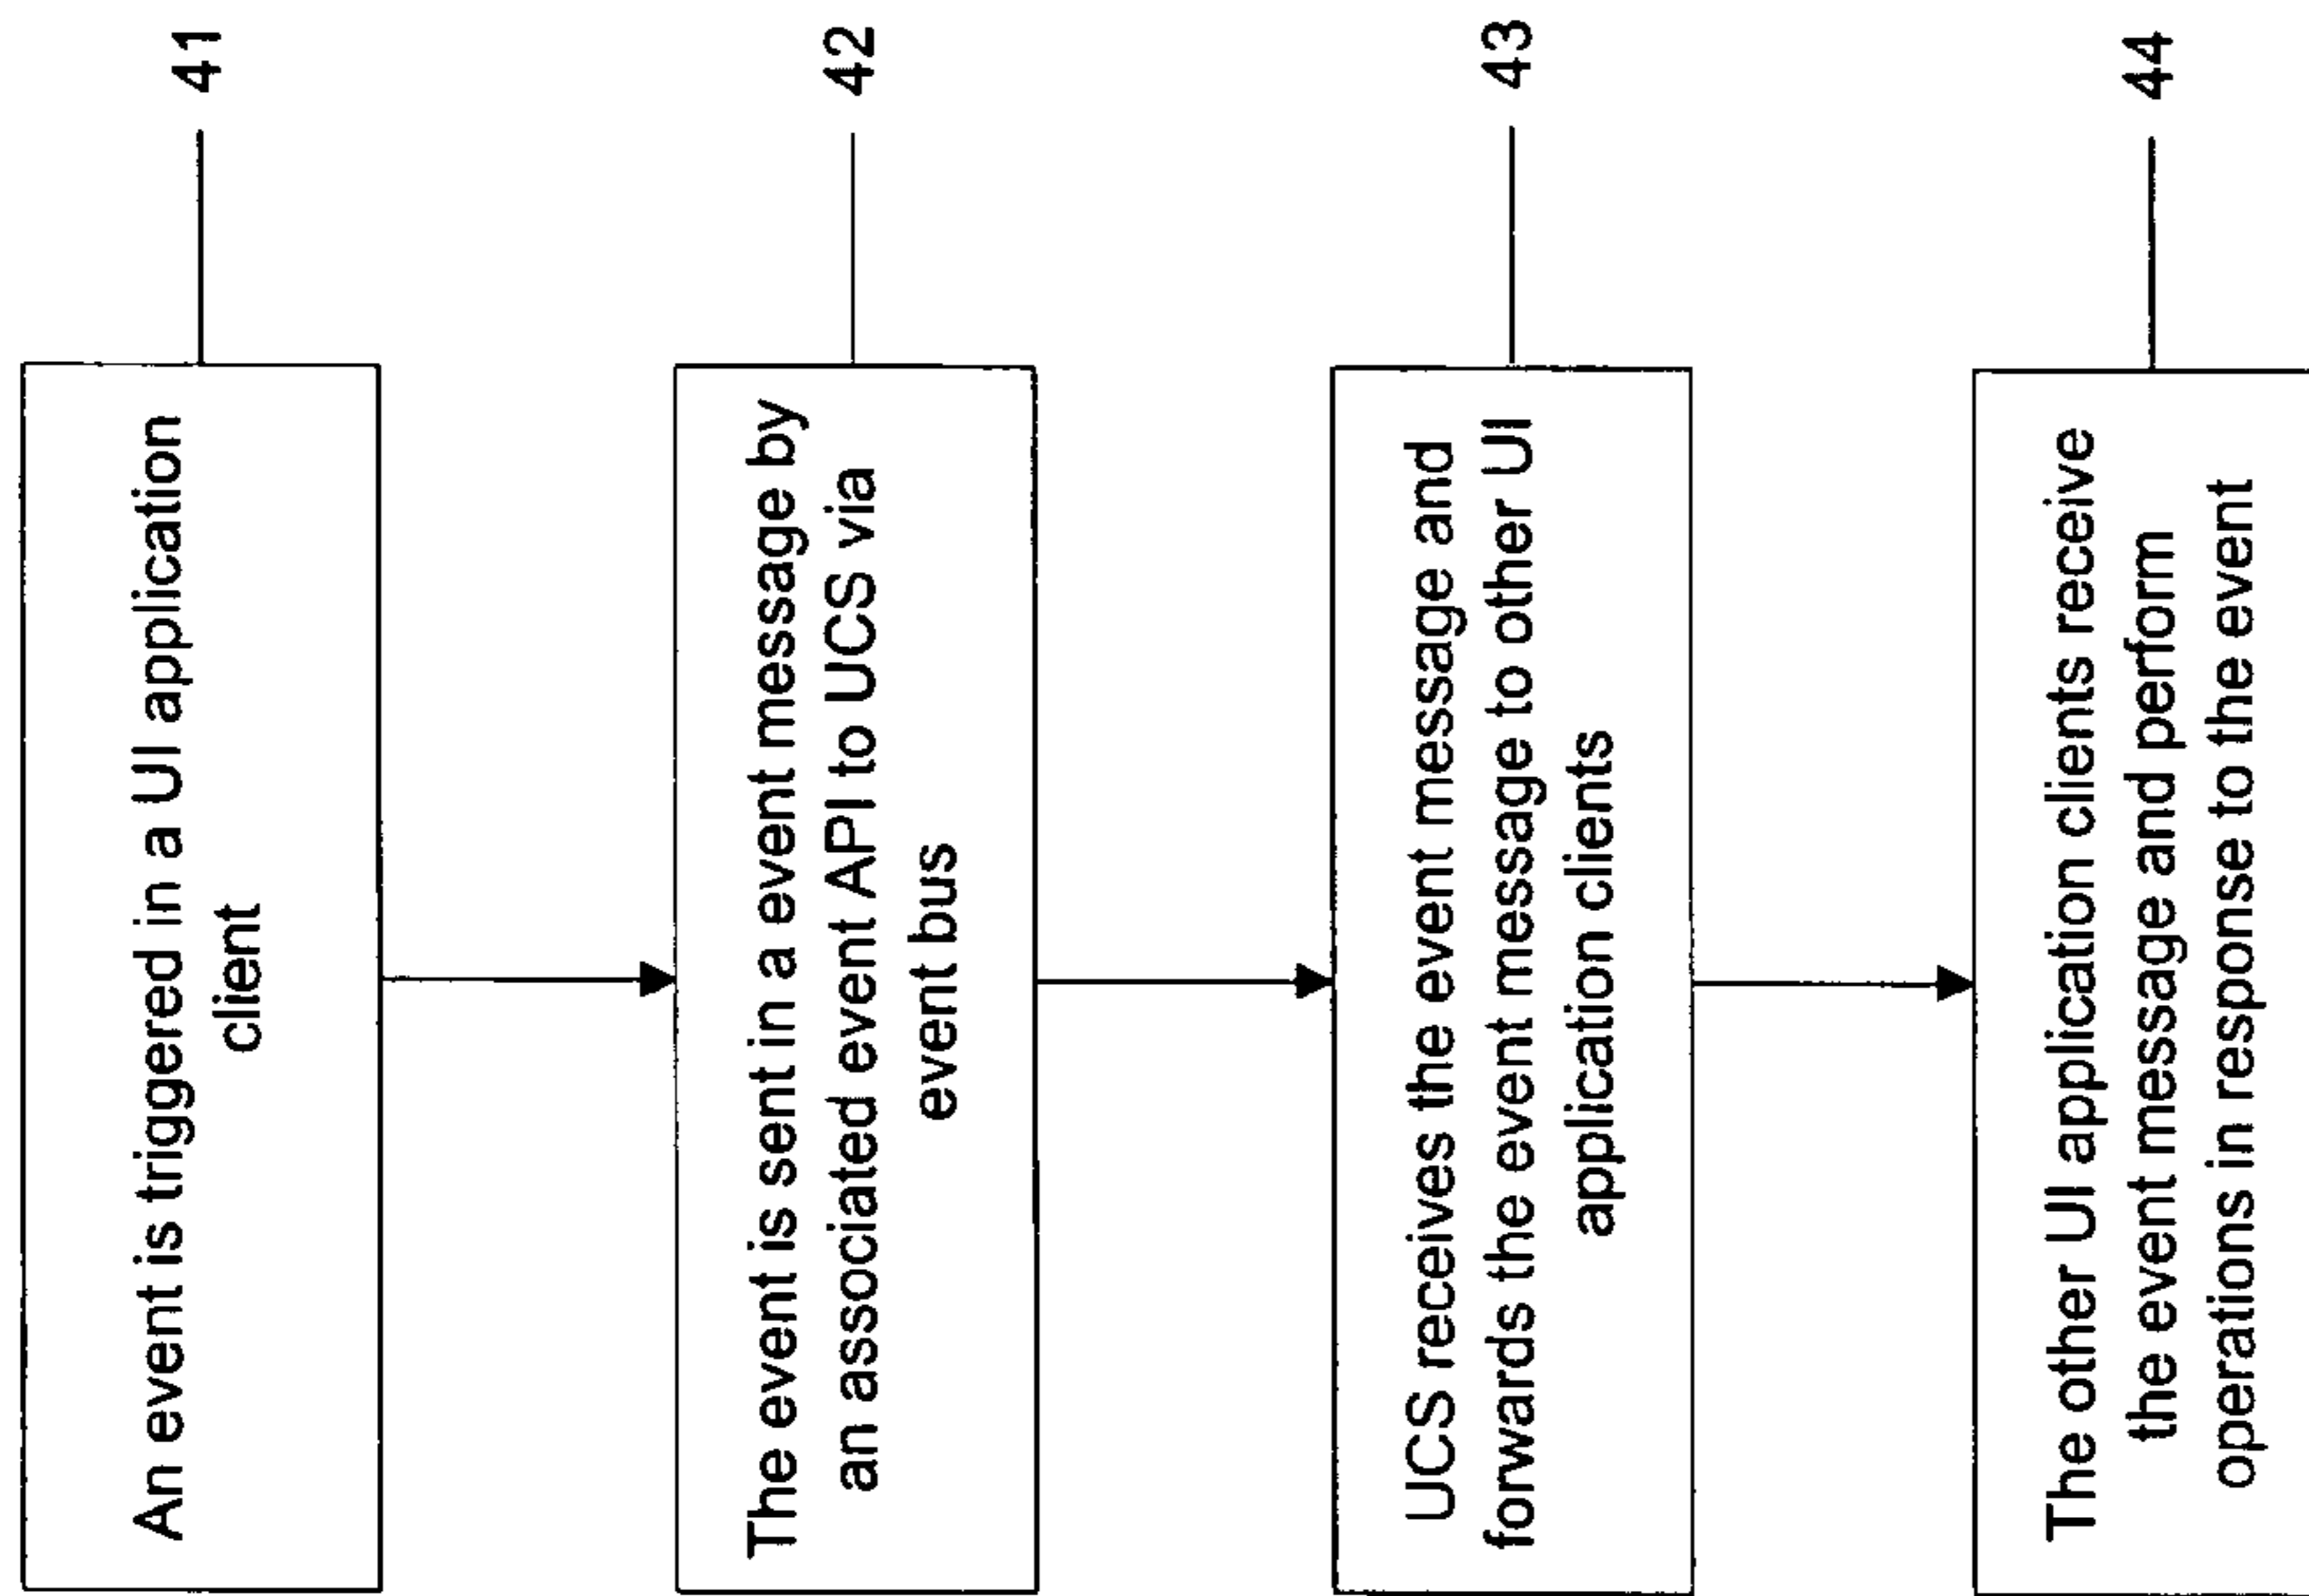 An event is triggered in a UI application
client
41
The event is sent in a event message by
an associated event API to UCS via
event bus
42
UCS receives the event message and
forwards the event message to other UI
application clients
43
The other UI application clients receive
the event message and perform
operations in response to the event
44